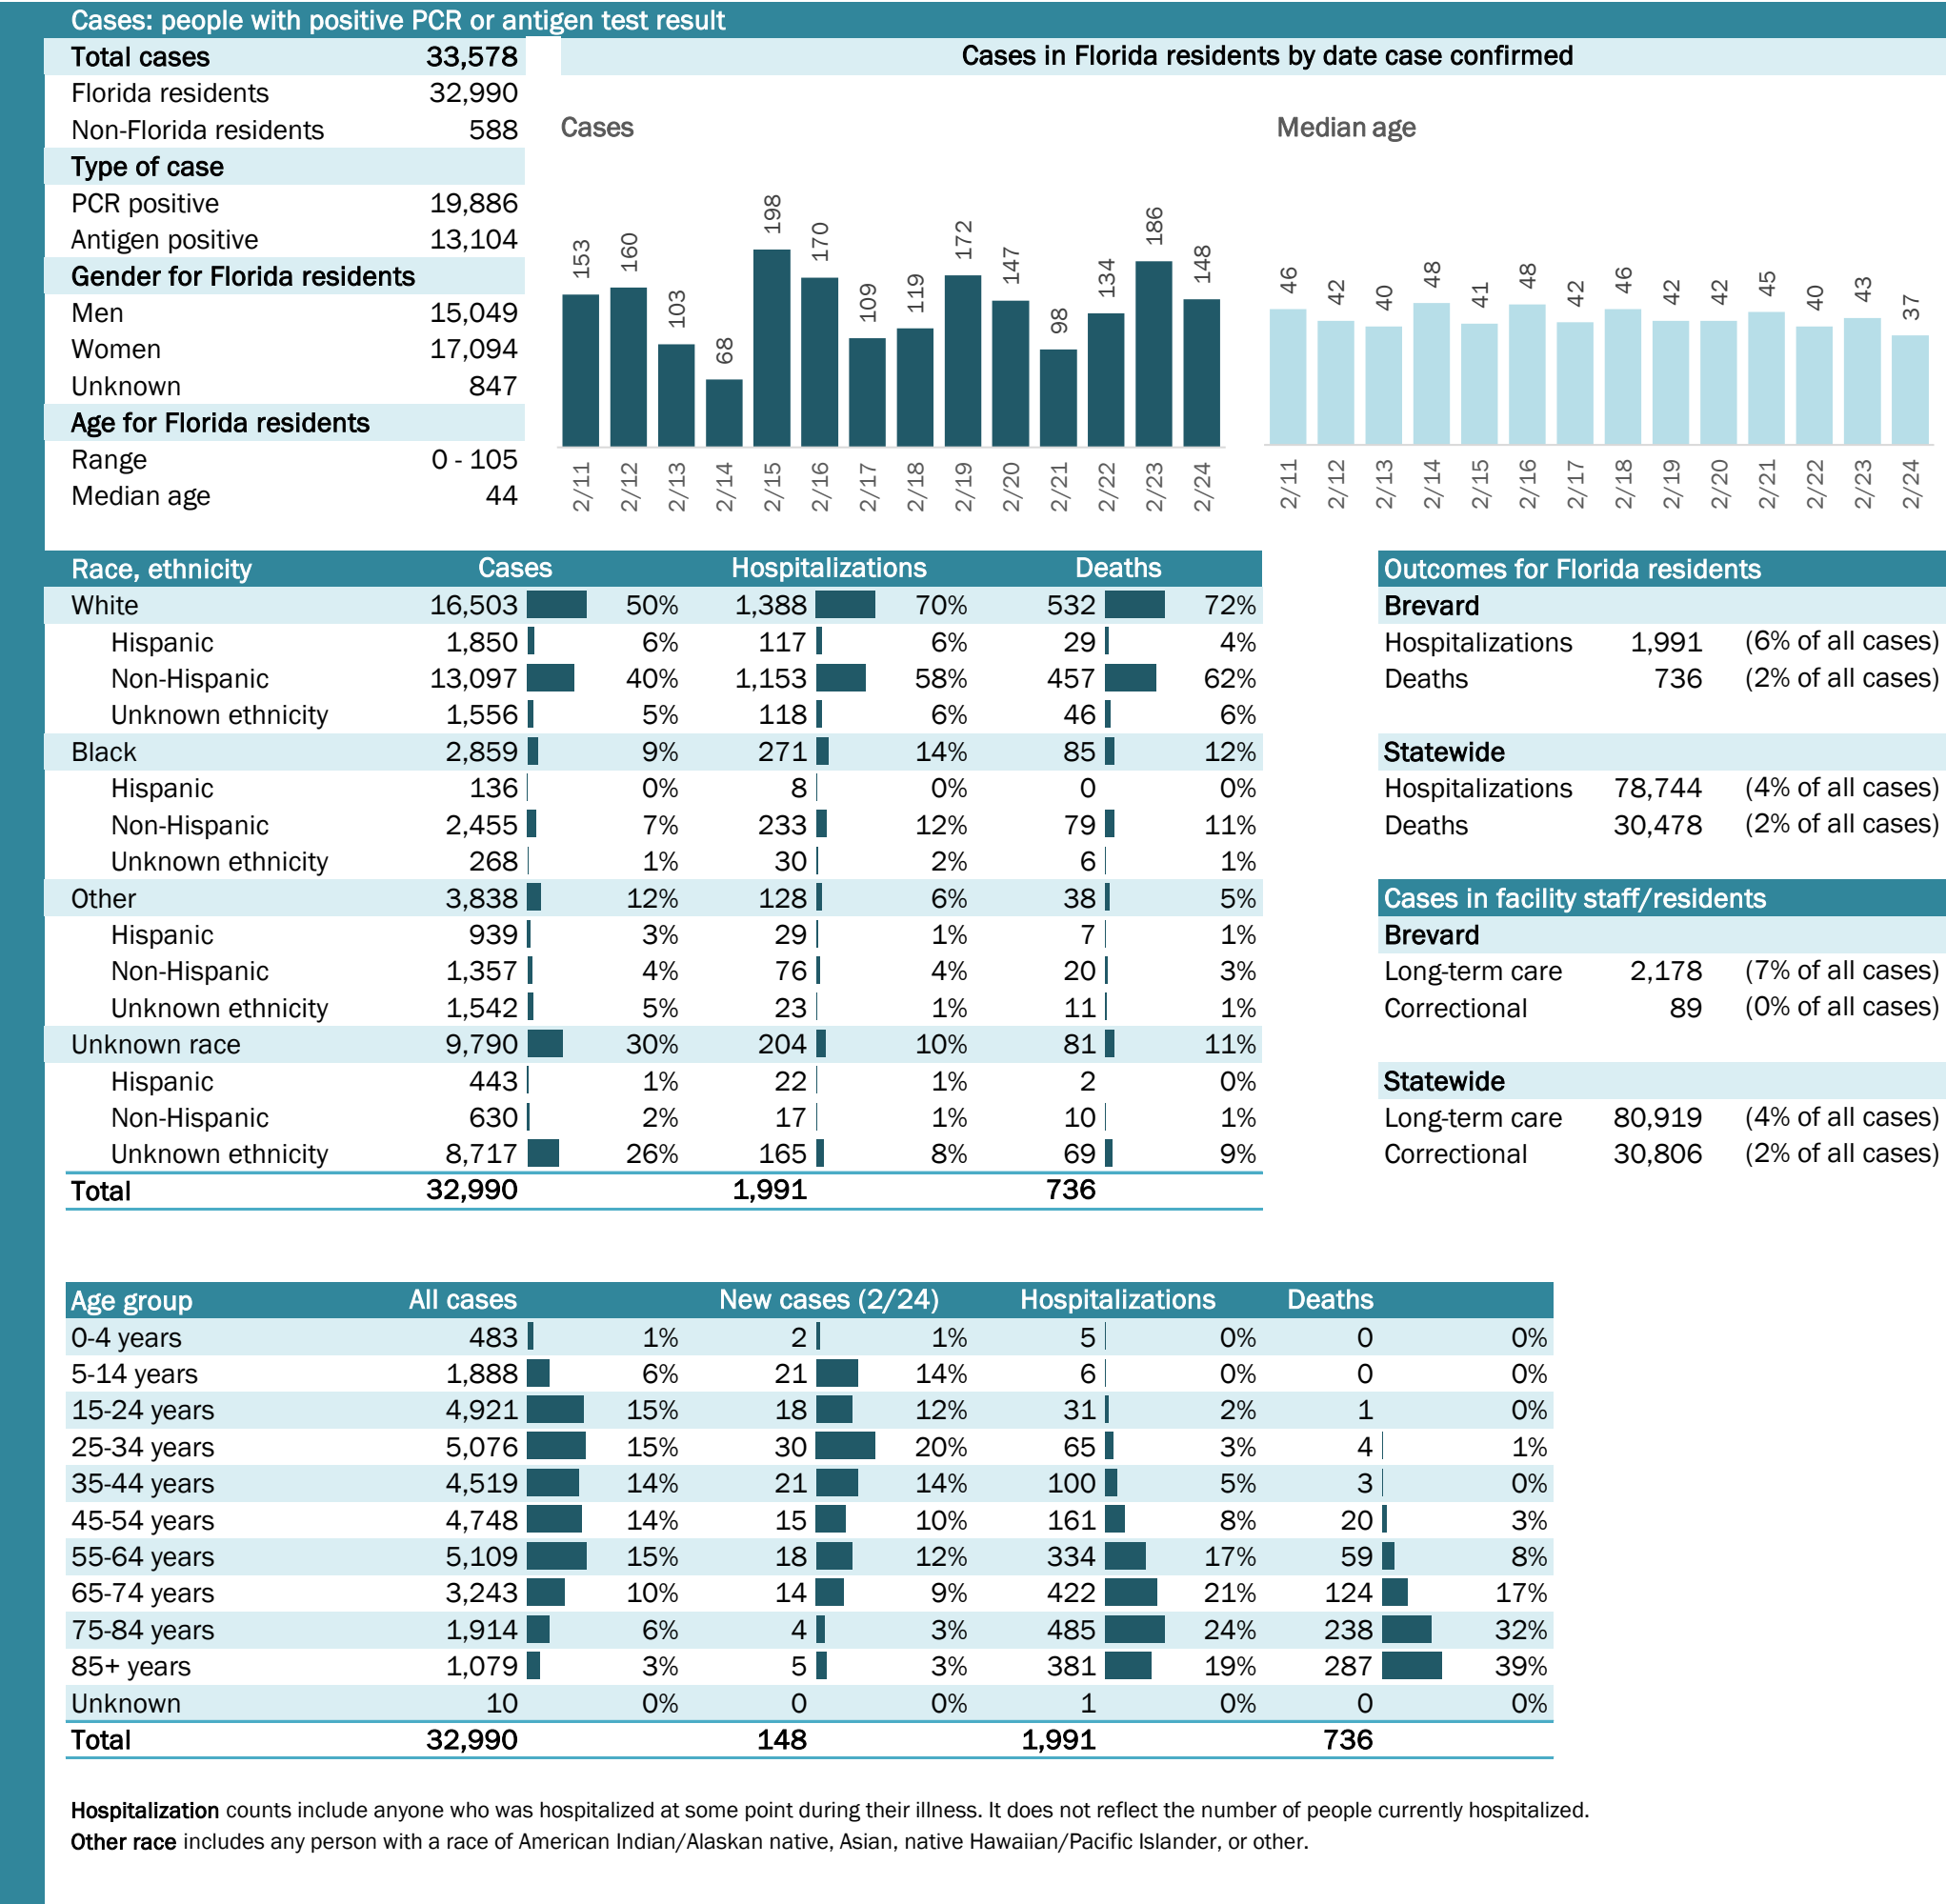 Cases: people with positive PCR or antigen test result
Total cases 33,578
Florida residents 32,990
Non-Florida residents 588
Type of case
PCR positive 19,886
Antigen positive 13,104
Gender for Florida residents
Men 15,049
Women 17,094
Unknown 847
Age for Florida residents
Range 0 - 105
Median age 44
Cases in Florida residents by date case confirmed
Cases
153 160 103 68 198 170 109 119 172 147 98 134 186 148
2/11 2/12 2/13 2/14 2/15 2/16 2/17 2/18 2/19 2/20 2/21 2/22 2/23 2/24
Median age
46 42 40 48 41 48 42 46 42 42 45 40 43 37
2/11 2/12 2/13 2/14 2/15 2/16 2/17 2/18 2/19 2/20 2/21 2/22 2/23 2/24
Race, ethnicity Cases Hospitalizations Deaths
White 16,503 50% 1,388 70% 532 72%
Hispanic 1,850 6% 117 6% 29 4%
Non-Hispanic 13,097 40% 1,153 58% 457 62%
Unknown ethnicity 1,556 5% 118 6% 46 6%
Black 2,859 9% 271 14% 85 12%
Hispanic 136 0% 8 0% 0 0%
Non-Hispanic 2,455 7% 233 12% 79 11%
Unknown ethnicity 268 1% 30 2% 6 1%
Other 3,838 12% 128 6% 38 5%
Hispanic 939 3% 29 1% 7 1%
Non-Hispanic 1,357 4% 76 4% 20 3%
Unknown ethnicity 1,542 5% 23 1% 11 1%
Unknown race 9,790 30% 204 10% 81 11%
Hispanic 443 1% 22 1% 2 0%
Non-Hispanic 630 2% 17 1% 10 1%
Unknown ethnicity 8,717 26% 165 8% 69 9%
Total 32,990 1,991 736
Outcomes for Florida residents
Brevard
Hospitalizations 1,991 (6% of all cases)
Deaths 736 (2% of all cases)
Statewide
Hospitalizations 78,744 (4% of all cases)
Deaths 30,478 (2% of all cases)
Cases in facility staff/residents
Brevard
Long-term care 2,178 (7% of all cases)
Correctional 89 (0% of all cases)
Statewide
Long-term care 80,919 (4% of all cases)
Correctional 30,806 (2% of all cases)
Age group All cases New cases (2/24) Hospitalizations Deaths
0-4 years 483 1% 2 1% 5 0% 0 0%
5-14 years 1,888 6% 21 14% 6 0% 0 0%
15-24 years 4,921 15% 18 12% 31 2% 1 0%
25-34 years 5,076 15% 30 20% 65 3% 4 1%
35-44 years 4,519 14% 21 14% 100 5% 3 0%
45-54 years 4,748 14% 15 10% 161 8% 20 3%
55-64 years 5,109 15% 18 12% 334 17% 59 8%
65-74 years 3,243 10% 14 9% 422 21% 124 17%
75-84 years 1,914 6% 4 3% 485 24% 238 32%
85+ years 1,079 3% 5 3% 381 19% 287 39%
Unknown 10 0% 0 0% 1 0% 0 0%
Total 32,990 148 1,991 736
Hospitalization counts include anyone who was hospitalized at some point during their illness. It does not reflect the number of people currently hospitalized.
Other race includes any person with a race of American Indian/Alaskan native, Asian, native Hawaiian/Pacific Islander, or other.